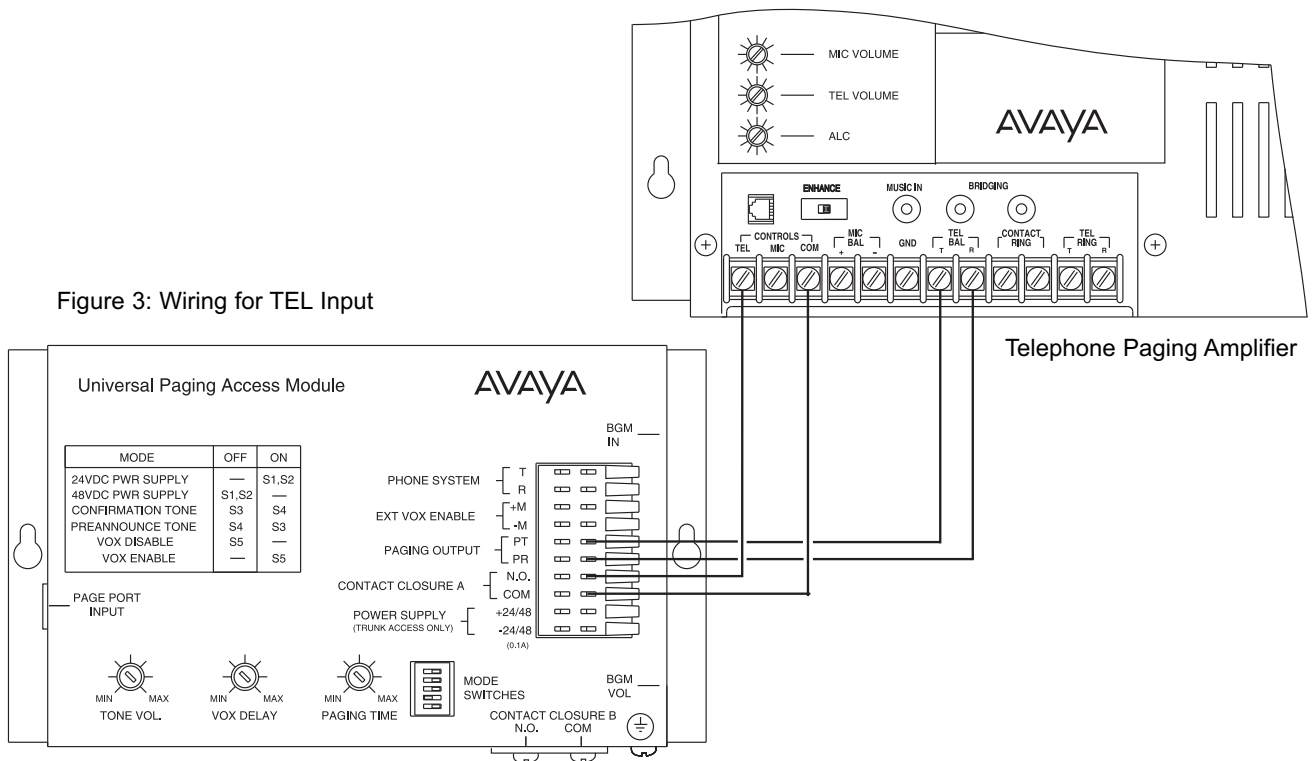 MIC VOLUME
TEL VOLUME
ALC
AVAYA
ENHANCE
MUSIC IN
BRIDGING
CONTROLS
TEL MIC COM
MIC BAL
+ -
GND
TEL BAL
T R
CONTACT RING
TEL RING
T R
Figure 3: Wiring for TEL Input
Telephone Paging Amplifier
Universal Paging Access Module
AVAYA
BGM IN
MODE OFF ON
24VDC PWR SUPPLY — S1,S2
48VDC PWR SUPPLY S1,S2 —
CONFIRMATION TONE S3 S4
PREANNOUNCE TONE S4 S3
VOX DISABLE S5 —
VOX ENABLE — S5
PHONE SYSTEM
T
R
EXT VOX ENABLE
+M
-M
PAGING OUTPUT
PT
PR
CONTACT CLOSURE A
N.O.
COM
POWER SUPPLY
(TRUNK ACCESS ONLY)
+24/48
-24/48
(0.1A)
PAGE PORT
INPUT
MIN MAX
TONE VOL.
MIN MAX
VOX DELAY
MIN MAX
PAGING TIME
MODE
SWITCHES
BGM
VOL
CONTACT CLOSURE B
N.O. COM